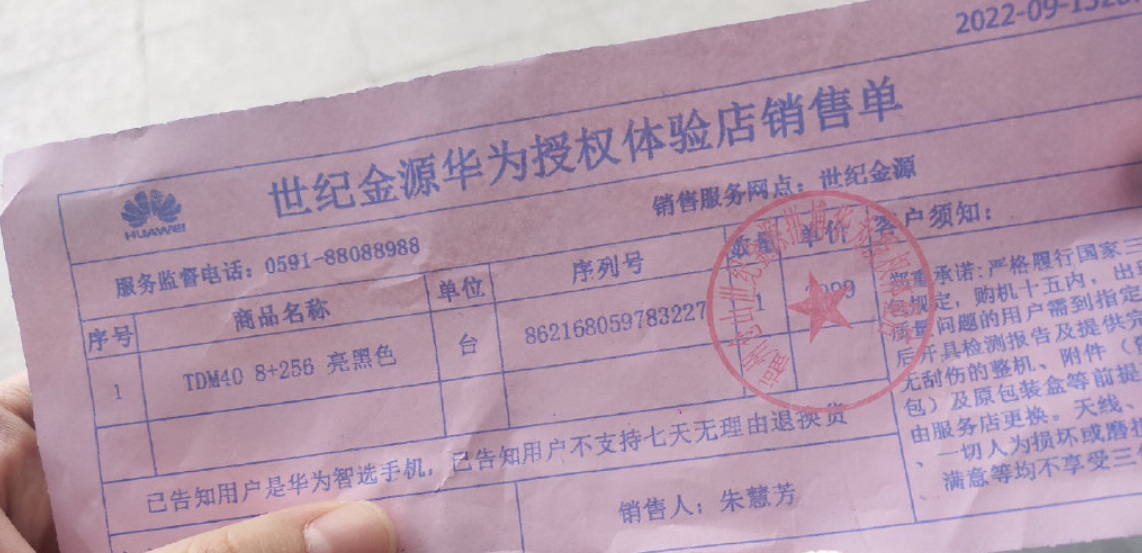 2022-09-13
世纪金源华为授权体验店销售单
HUAWEI
销售服务网点：世纪金源
服务监督电话：0591-88088988
序号 商品名称 单位 序列号 数量 单价 客户须知：
1 TDM40 8+256 亮黑色 台 862168059783227 1
郑重承诺：严格履行国家三
包规定，购机十五内，出
质量问题的用户需到指定
后开具检测报告及提供完
无刮伤的整机、附件（
包）及原包装盒等前提
由服务店更换。天线、
、一切人为损坏或磨损
满意等均不享受三
已告知用户是华为智选手机，已告知用户不支持七天无理由退换货
销售人：朱慧芳